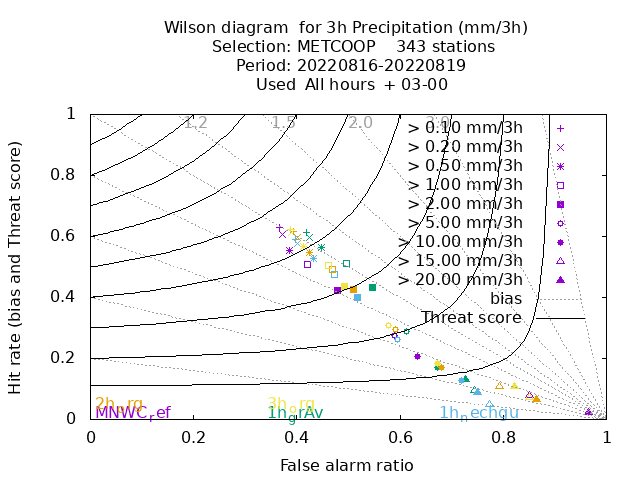 Wilson diagram  for 3h Precipitation (mm/3h)
Selection: METCOOP    343 stations
Period: 20220816-20220819
Used  All hours  + 03-00
Hit rate (bias and Threat score)
1
0.8
0.6
0.4
0.2
0
1.2
1.5
2.0
3.0
> 0.10 mm/3h
> 0.20 mm/3h
> 0.50 mm/3h
> 1.00 mm/3h
> 2.00 mm/3h
> 5.00 mm/3h
> 10.00 mm/3h
> 15.00 mm/3h
> 20.00 mm/3h
bias
Threat score
2h_grg 3h_grg
MNWC_ref 1h_grAv 1h_nechgu
0 0.2 0.4 0.6 0.8 1
False alarm ratio